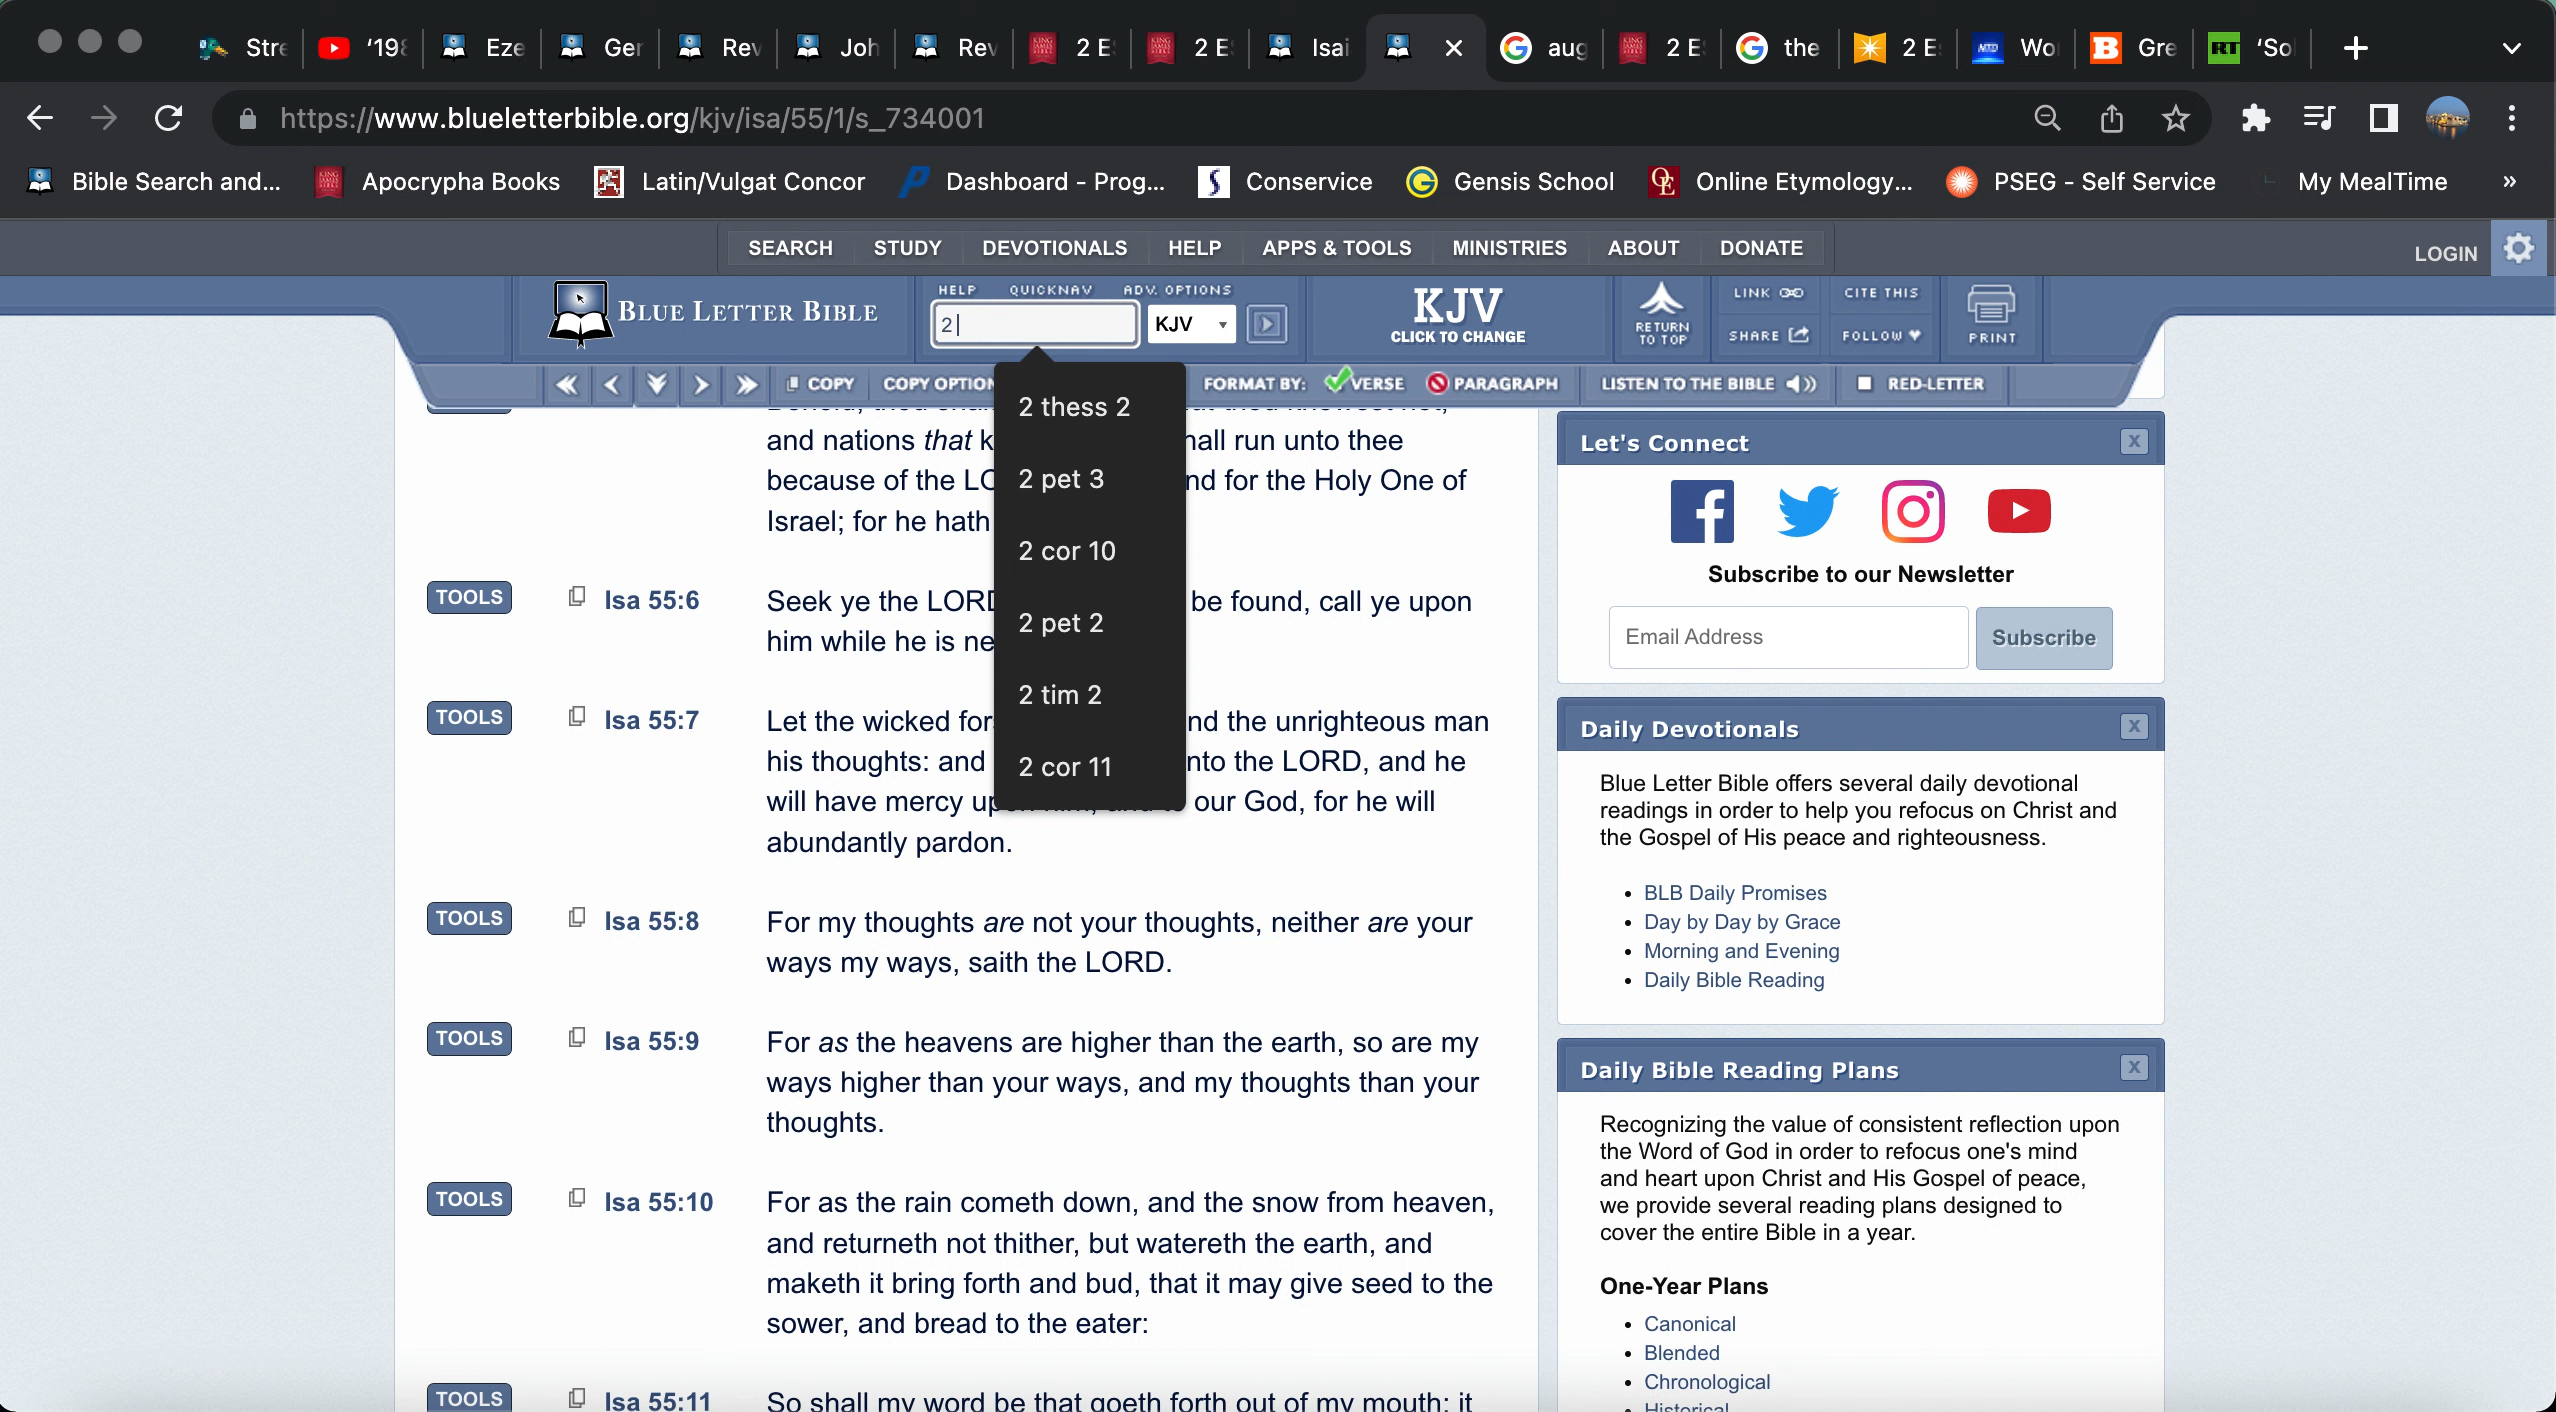 Stre
'198
Eze
Ger
Rev
Joh
Rev
2 Es
2 Es
Isai
aug
2 Es
the
2 Es
Wo
Gre
'So
https://www.blueletterbible.org/kjv/isa/55/1/s_734001
Bible Search and...
Apocrypha Books
Latin/Vulgat Concor
Dashboard - Prog...
Conservice
Gensis School
Online Etymology...
PSEG - Self Service
My MealTime
»
SEARCH STUDY DEVOTIONALS HELP APPS & TOOLS MINISTRIES ABOUT DONATE
LOGIN
BLUE LETTER BIBLE
HELP QUICKNAV ADV. OPTIONS
2
KJV
KJV
CLICK TO CHANGE
RETURN
TO TOP
LINK
SHARE
CITE THIS
FOLLOW
PRINT
COPY
COPY OPTION
FORMAT BY: VERSE PARAGRAPH
LISTEN TO THE BIBLE
RED-LETTER
2 thess 2
2 pet 3
2 cor 10
2 pet 2
2 tim 2
2 cor 11
and nations that k hall run unto thee
because of the LO nd for the Holy One of
Israel; for he hath
TOOLS Isa 55:6 Seek ye the LORD be found, call ye upon
him while he is ne
TOOLS Isa 55:7 Let the wicked for nd the unrighteous man
his thoughts: and nto the LORD, and he
will have mercy upon him, and to our God, for he will
abundantly pardon.
TOOLS Isa 55:8 For my thoughts are not your thoughts, neither are your
ways my ways, saith the LORD.
TOOLS Isa 55:9 For as the heavens are higher than the earth, so are my
ways higher than your ways, and my thoughts than your
thoughts.
TOOLS Isa 55:10 For as the rain cometh down, and the snow from heaven,
and returneth not thither, but watereth the earth, and
maketh it bring forth and bud, that it may give seed to the
sower, and bread to the eater:
TOOLS Isa 55:11 So shall my word be that goeth forth out of my mouth: it
Let's Connect
X
Subscribe to our Newsletter
Email Address
Subscribe
Daily Devotionals
X
Blue Letter Bible offers several daily devotional
readings in order to help you refocus on Christ and
the Gospel of His peace and righteousness.
• BLB Daily Promises
• Day by Day by Grace
• Morning and Evening
• Daily Bible Reading
Daily Bible Reading Plans
X
Recognizing the value of consistent reflection upon
the Word of God in order to refocus one's mind
and heart upon Christ and His Gospel of peace,
we provide several reading plans designed to
cover the entire Bible in a year.
One-Year Plans
• Canonical
• Blended
• Chronological
• Historical